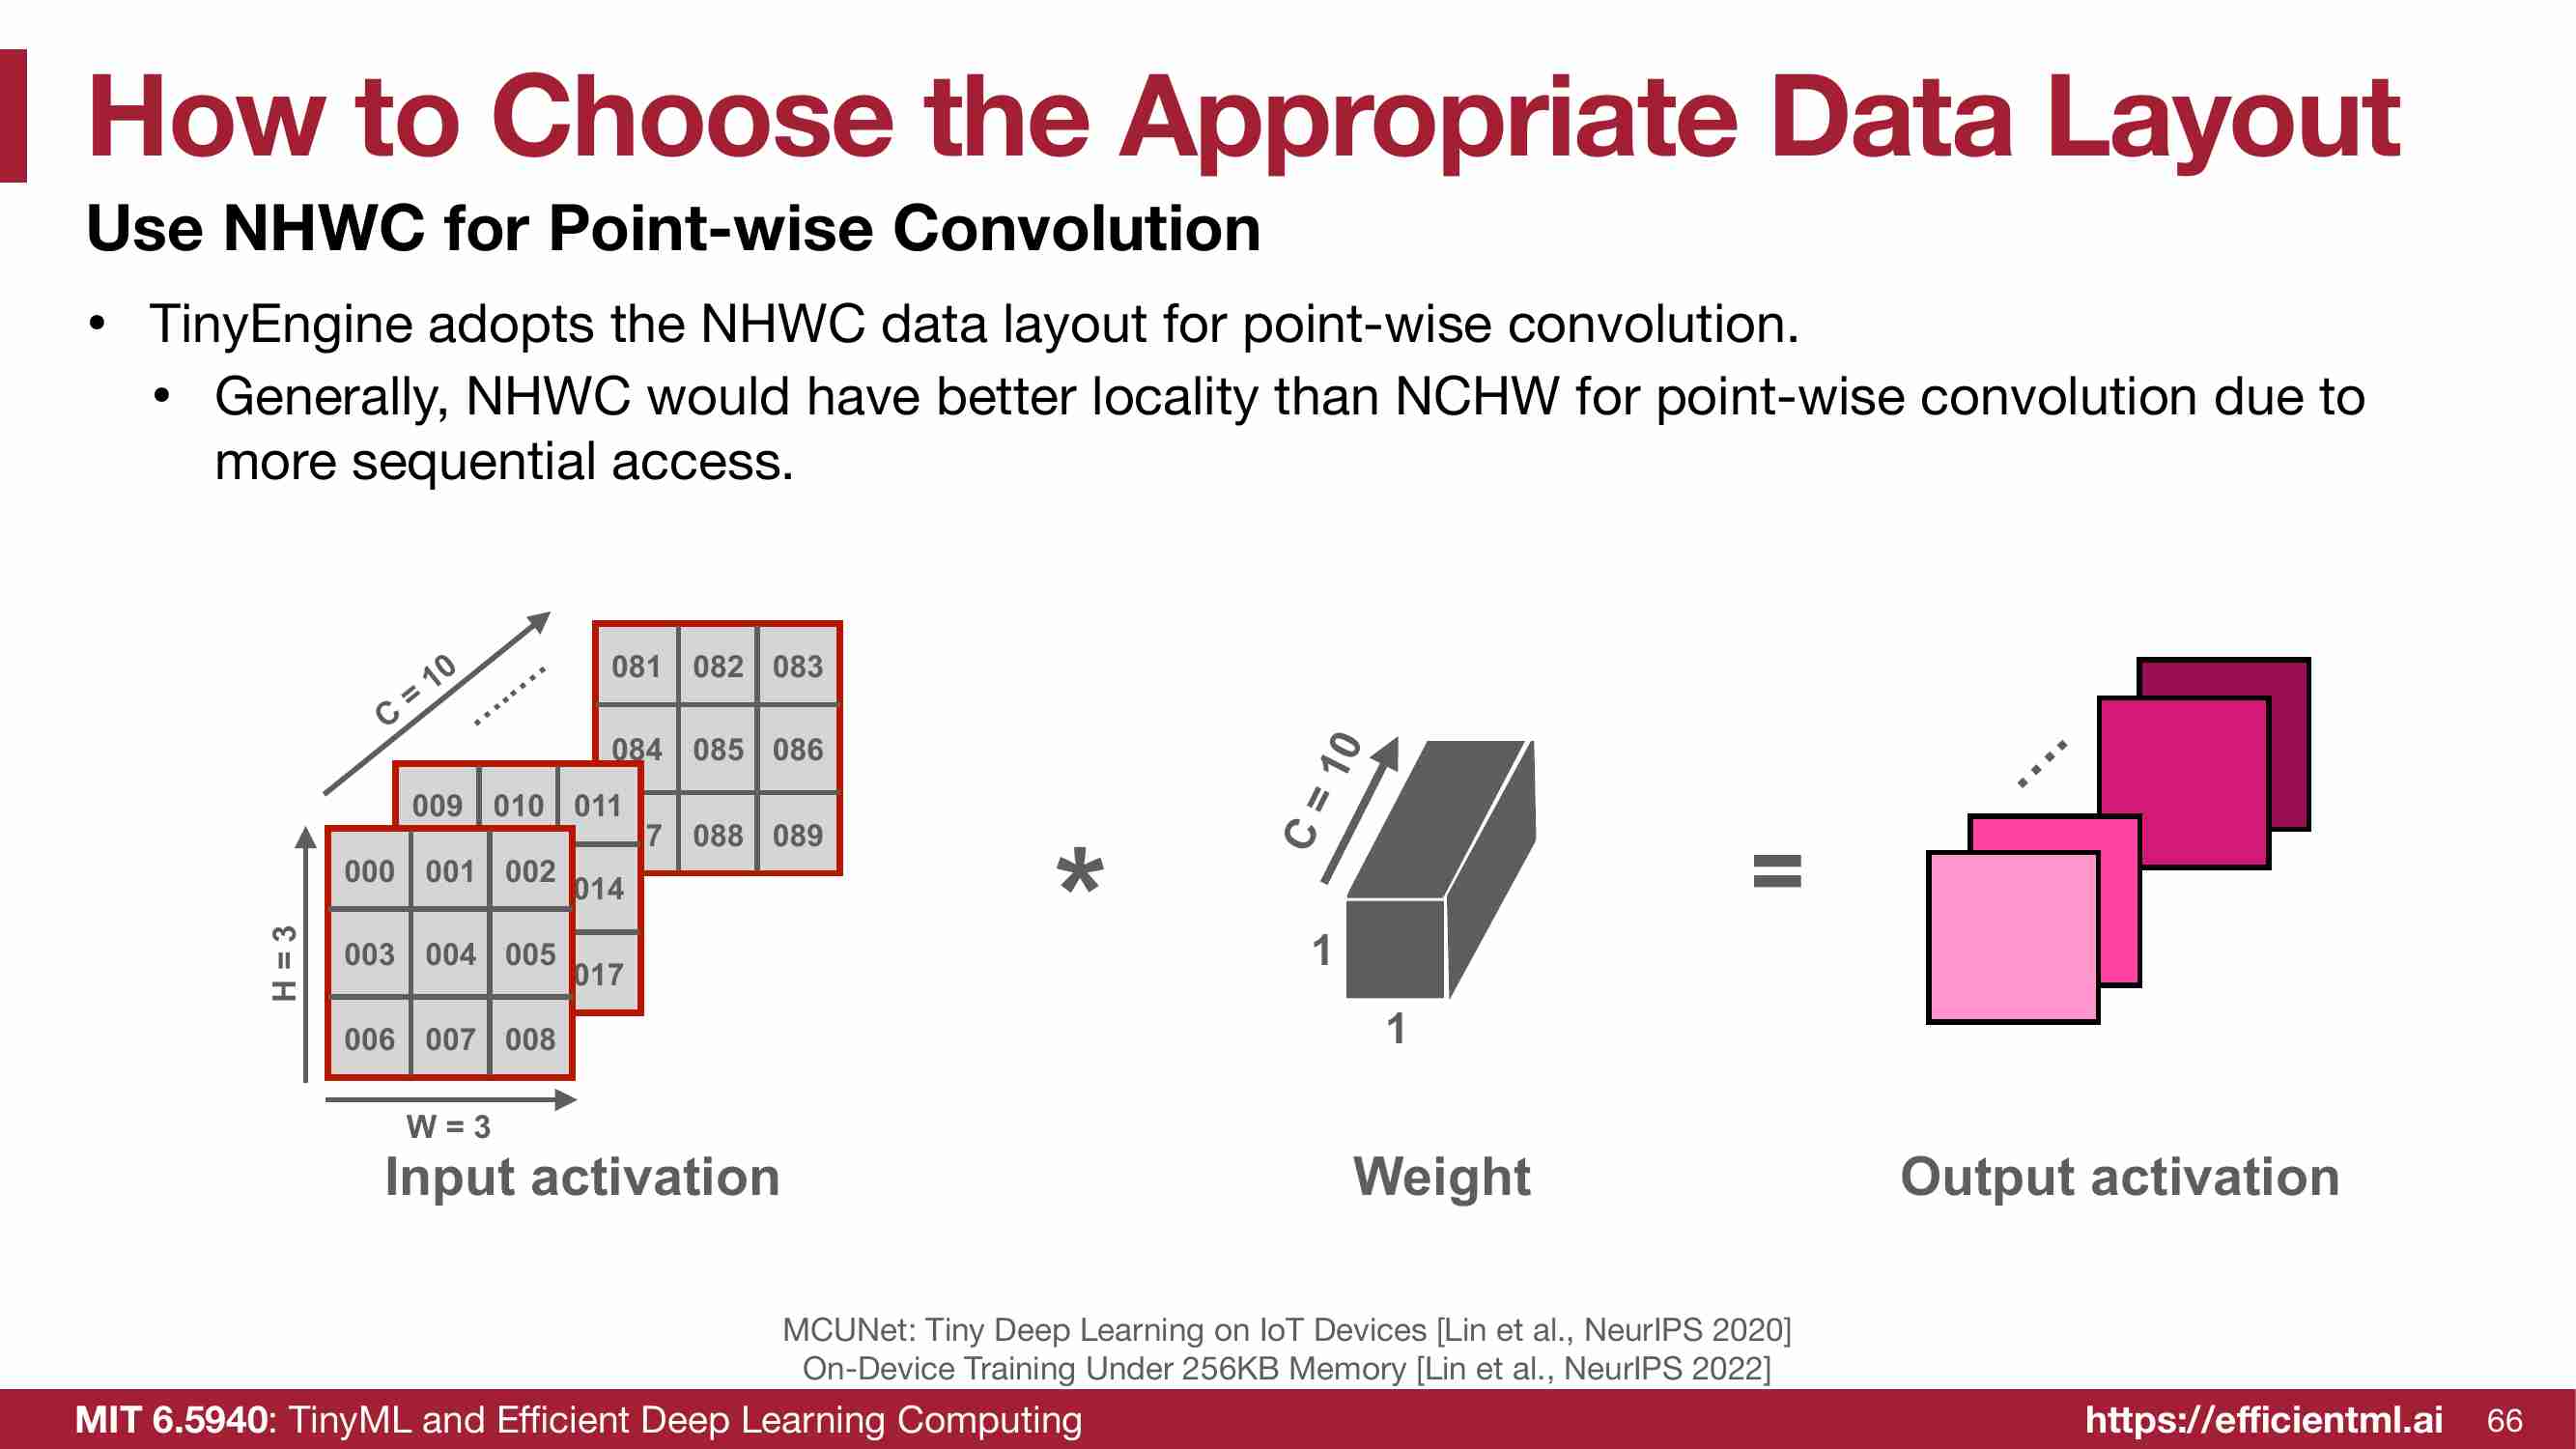 How to Choose the Appropriate Data Layout
Use NHWC for Point-wise Convolution
• TinyEngine adopts the NHWC data layout for point-wise convolution.
• Generally, NHWC would have better locality than NCHW for point-wise convolution due to
more sequential access.
C = 10
081 082 083
084 085 086
7 088 089
009 010 011
014
017
000 001 002
003 004 005
006 007 008
H = 3
W = 3
Input activation
*
C = 10
1
1
Weight
=
Output activation
MCUNet: Tiny Deep Learning on IoT Devices [Lin et al., NeurIPS 2020]
On-Device Training Under 256KB Memory [Lin et al., NeurIPS 2022]
MIT 6.5940: TinyML and Efficient Deep Learning Computing
https://efficientml.ai 66